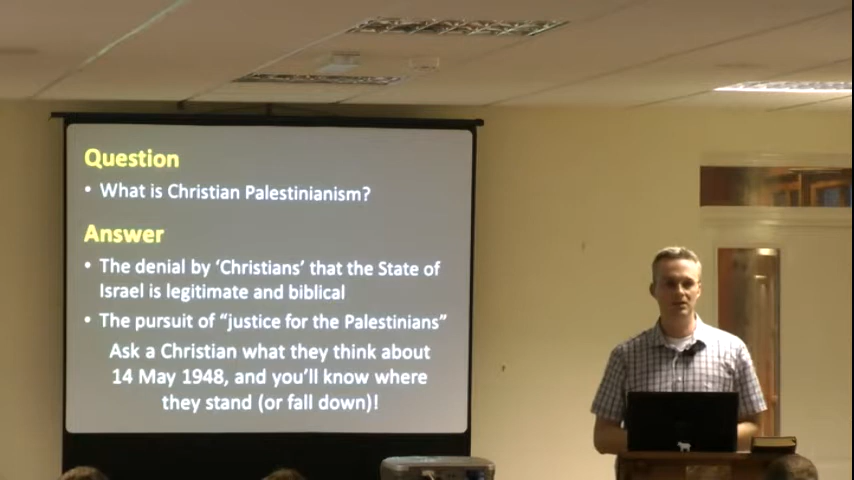 Question
• What is Christian Palestinianism?
Answer
• The denial by ‘Christians’ that the State of
Israel is legitimate and biblical
• The pursuit of “justice for the Palestinians”
Ask a Christian what they think about
14 May 1948, and you’ll know where
they stand (or fall down)!